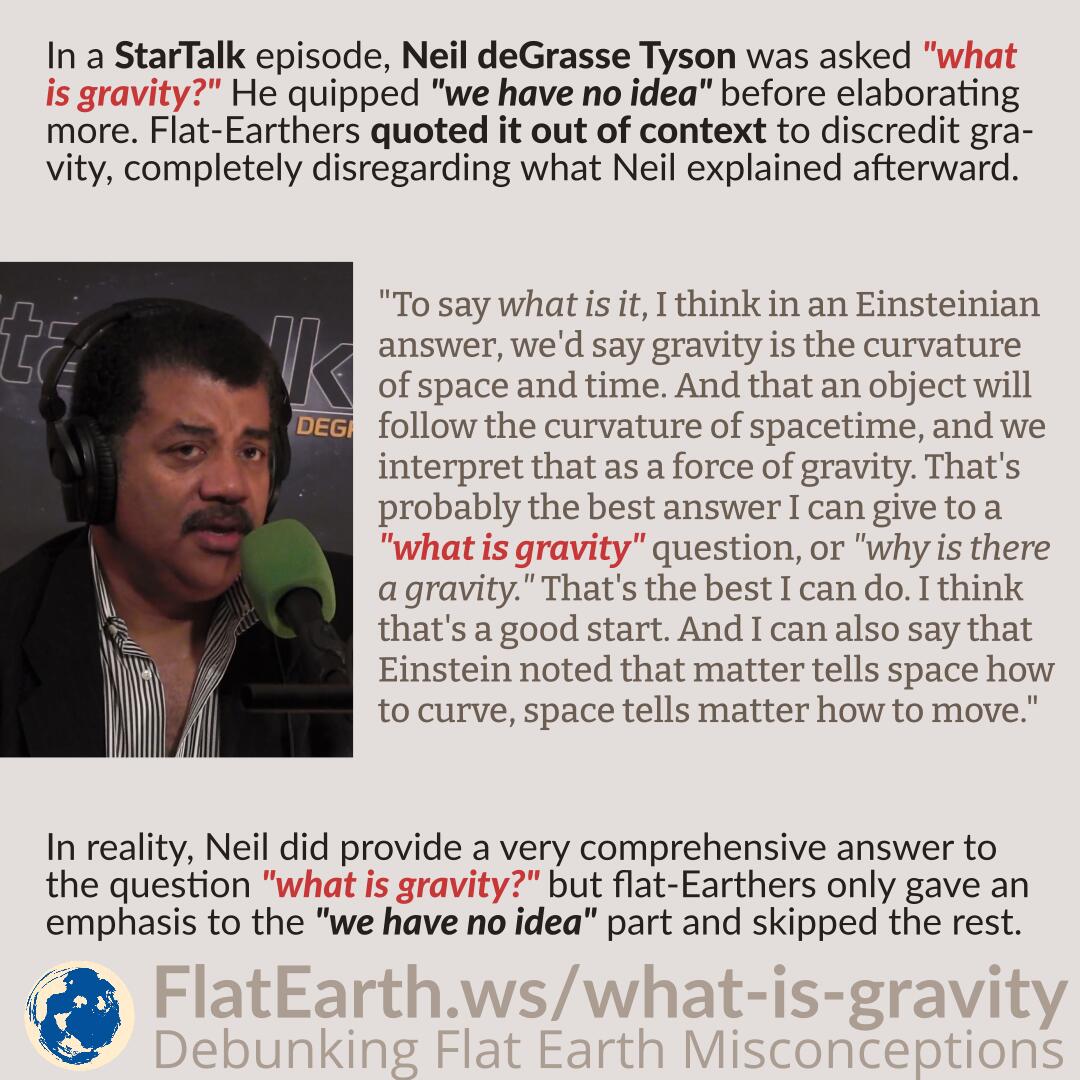 In a StarTalk episode, Neil deGrasse Tyson was asked "what
is gravity?" He quipped "we have no idea" before elaborating
more. Flat-Earthers quoted it out of context to discredit gra-
vity, completely disregarding what Neil explained afterward.
talk
DEGR
"To say what is it, I think in an Einsteinian
answer, we'd say gravity is the curvature
of space and time. And that an object will
follow the curvature of spacetime, and we
interpret that as a force of gravity. That's
probably the best answer I can give to a
"what is gravity" question, or "why is there
a gravity." That's the best I can do. I think
that's a good start. And I can also say that
Einstein noted that matter tells space how
to curve, space tells matter how to move."
In reality, Neil did provide a very comprehensive answer to
the question "what is gravity?" but flat-Earthers only gave an
emphasis to the "we have no idea" part and skipped the rest.
FlatEarth.ws/what-is-gravity
Debunking Flat Earth Misconceptions